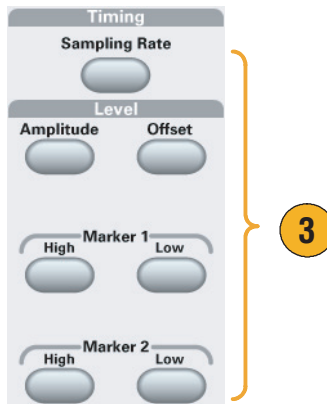 Timing
Sampling Rate
Level
Amplitude Offset
Marker 1
High Low
3
Marker 2
High Low